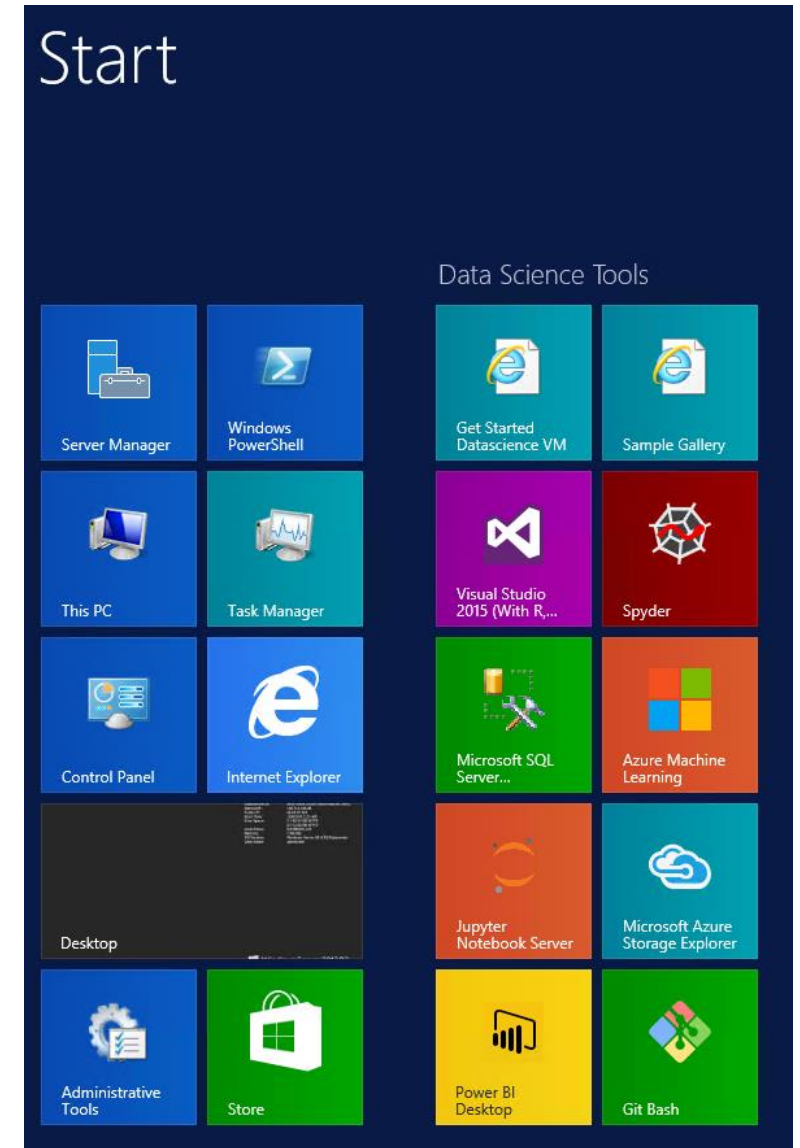 Start
Data Science Tools
Server Manager
Windows
PowerShell
Get Started
Datascience VM
Sample Gallery
This PC
Task Manager
Visual Studio
2015 (With R,...
Spyder
Control Panel
Internet Explorer
Microsoft SQL
Server...
Azure Machine
Learning
Desktop
Jupyter
Notebook Server
Microsoft Azure
Storage Explorer
Administrative
Tools
Store
Power BI
Desktop
Git Bash